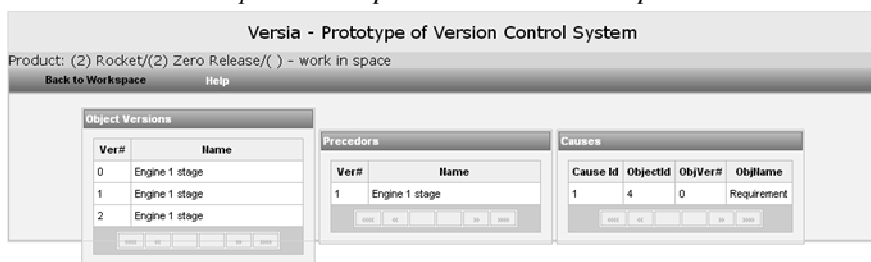 Versia - Prototype of Version Control System
Product: (2) Rocket/(2) Zero Release/( ) - work in space
Back to Workspace Help
Object Versions
Ver.# Name
0 Engine 1 stage
1 Engine 1 stage
2 Engine 1 stage
Precedors
Ver# Name
1 Engine 1 stage
Causes
Cause Id ObjectId ObjVer# ObjName
1 4 0 Requirement